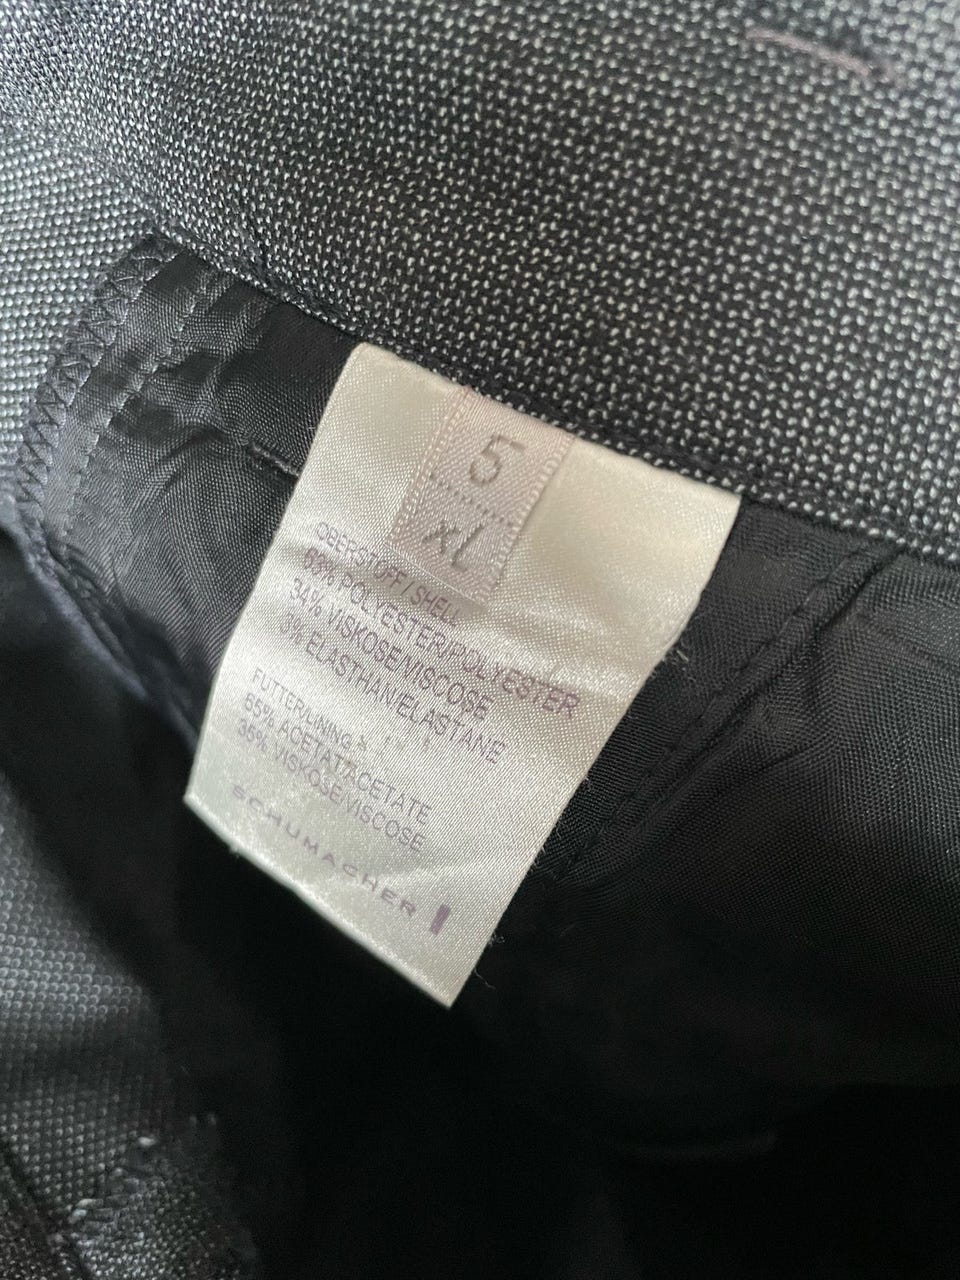 5
XL
OBERSTOFF / SHELL
63% POLYESTER/POLYESTER
34% VISKOSE/VISCOSE
3% ELASTHAN/ELASTANE
FUTTER/LINING
65% ACETAT/ACETATE
35% VISKOSE/VISCOSE
SCHUMACHER